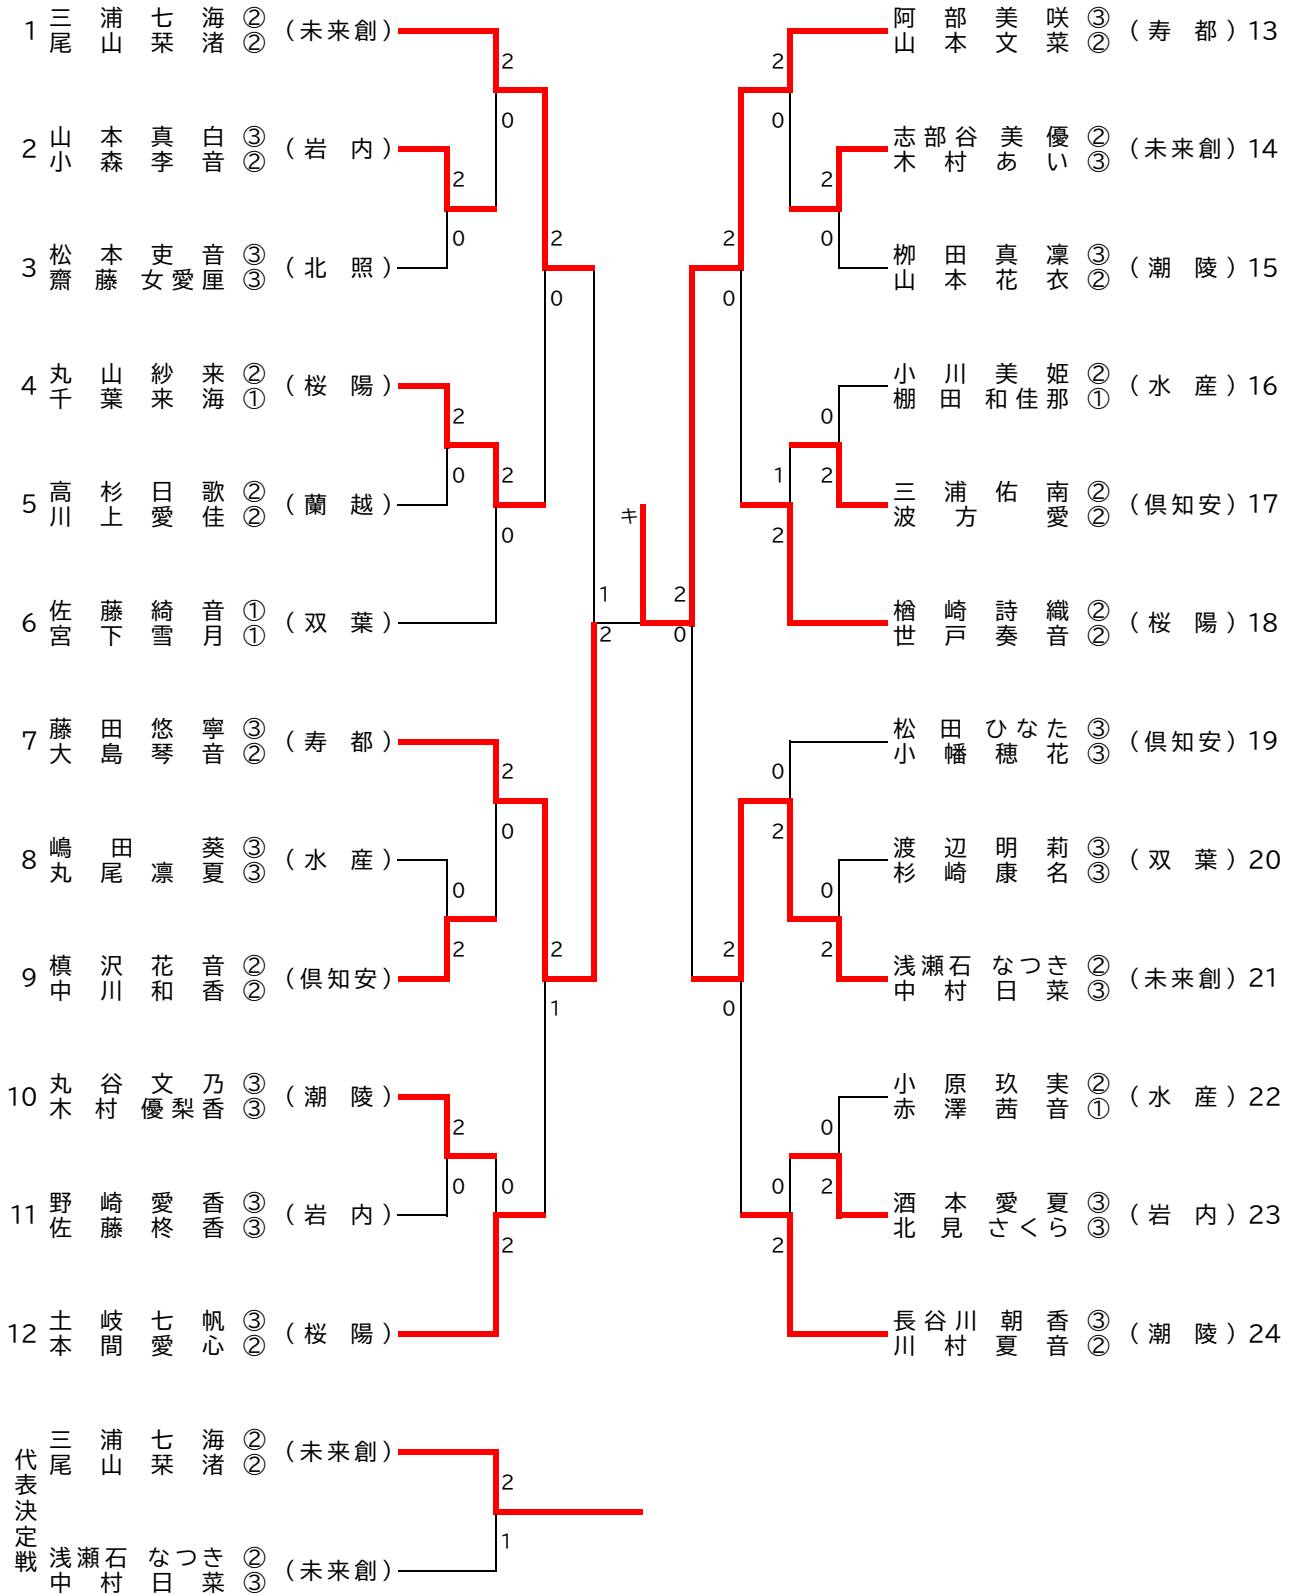 1 三浦七海② (未来創)
尾山栞渚②
2
0
2 山本真白③ (岩内)
小森李音②
2
0
3 松本吏音③ (北照)
齋藤女愛厘③
2
0
4 丸山紗来② (桜陽)
千葉来海①
2
0
5 高杉日歌② (蘭越)
川上愛佳②
2
0
6 佐藤綺音① (双葉)
宮下雪月①
1
2
7 藤田悠寧③ (寿都)
大島琴音②
2
0
8 嶋田葵③ (水産)
丸尾凛夏③
0
2
9 槙沢花音② (倶知安)
中川和香②
2
1
10 丸谷文乃③ (潮陵)
木村優梨香③
2
0
11 野崎愛香③ (岩内)
佐藤柊香③
0
2
12 土岐七帆③ (桜陽)
本間愛心②
キ
阿部美咲③ (寿都) 13
山本文菜②
2
0
志部谷美優② (未来創) 14
木村あい③
2
0
栁田真凜③ (潮陵) 15
山本花衣②
2
0
小川美姫② (水産) 16
棚田和佳那①
0
2
三浦佑南② (倶知安) 17
波方愛②
1
2
楢崎詩織② (桜陽) 18
世戸奏音②
2
0
松田ひなた③ (倶知安) 19
小幡穂花③
0
2
渡辺明莉③ (双葉) 20
杉崎康名③
0
2
浅瀬石なつき② (未来創) 21
中村日菜③
2
0
小原玖実② (水産) 22
赤澤茜音①
0
2
酒本愛夏③ (岩内) 23
北見さくら③
0
2
長谷川朝香③ (潮陵) 24
川村夏音②
代表決定戦
三浦七海② (未来創)
尾山栞渚②
2
1
浅瀬石なつき② (未来創)
中村日菜③